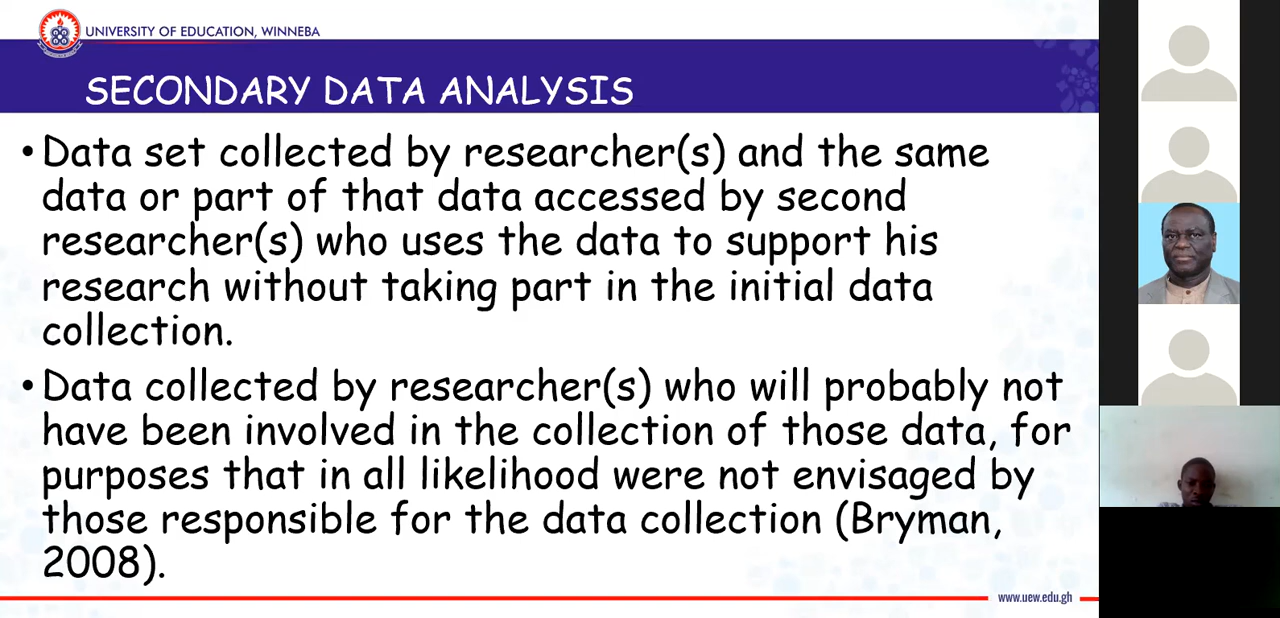 UNIVERSITY OF EDUCATION, WINNEBA
SECONDARY DATA ANALYSIS
• Data set collected by researcher(s) and the same
data or part of that data accessed by second
researcher(s) who uses the data to support his
research without taking part in the initial data
collection.
• Data collected by researcher(s) who will probably not
have been involved in the collection of those data, for
purposes that in all likelihood were not envisaged by
those responsible for the data collection (Bryman,
2008).
www.uew.edu.gh